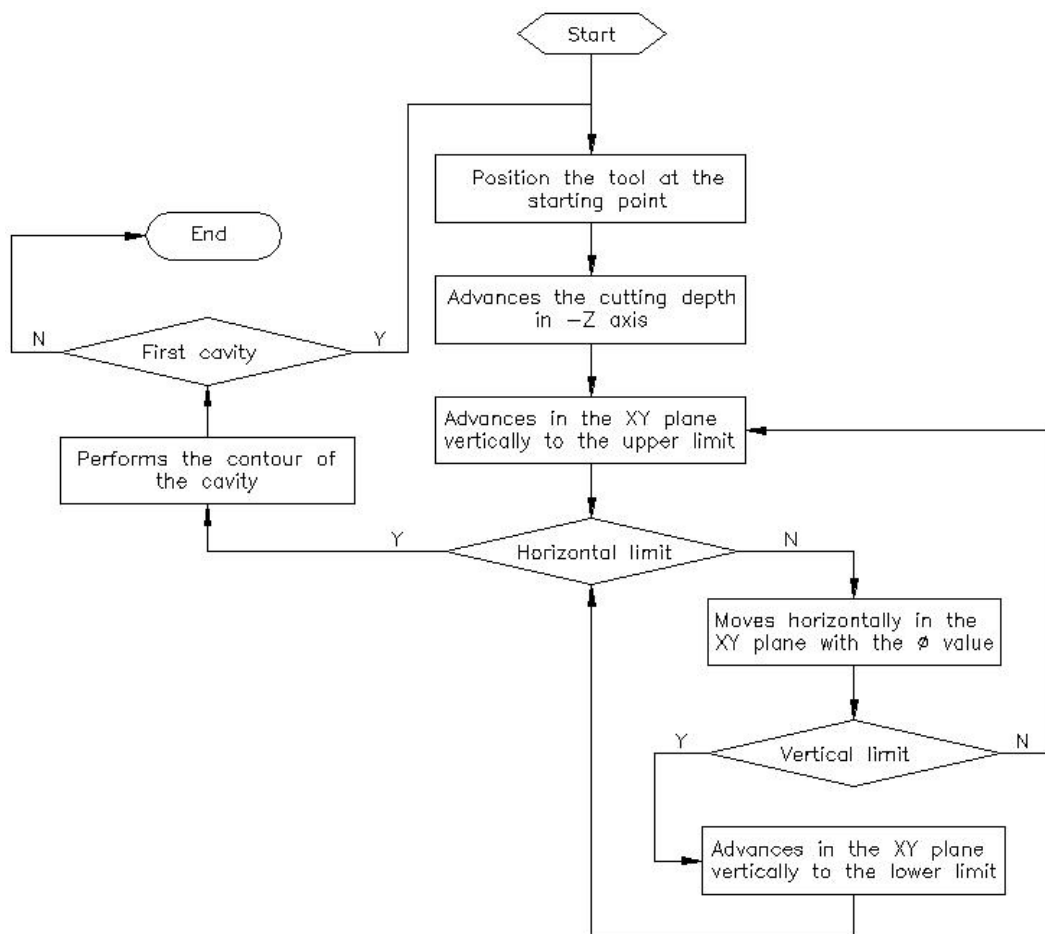 Start
Position the tool at the
starting point
End
Advances the cutting depth
in -Z axis
N
First cavity
Y
Advances in the XY plane
vertically to the upper limit
Performs the contour of
the cavity
Y
Horizontal limit
N
Moves horizontally in the
XY plane with the Ø value
Y
Vertical limit
N
Advances in the XY plane
vertically to the lower limit